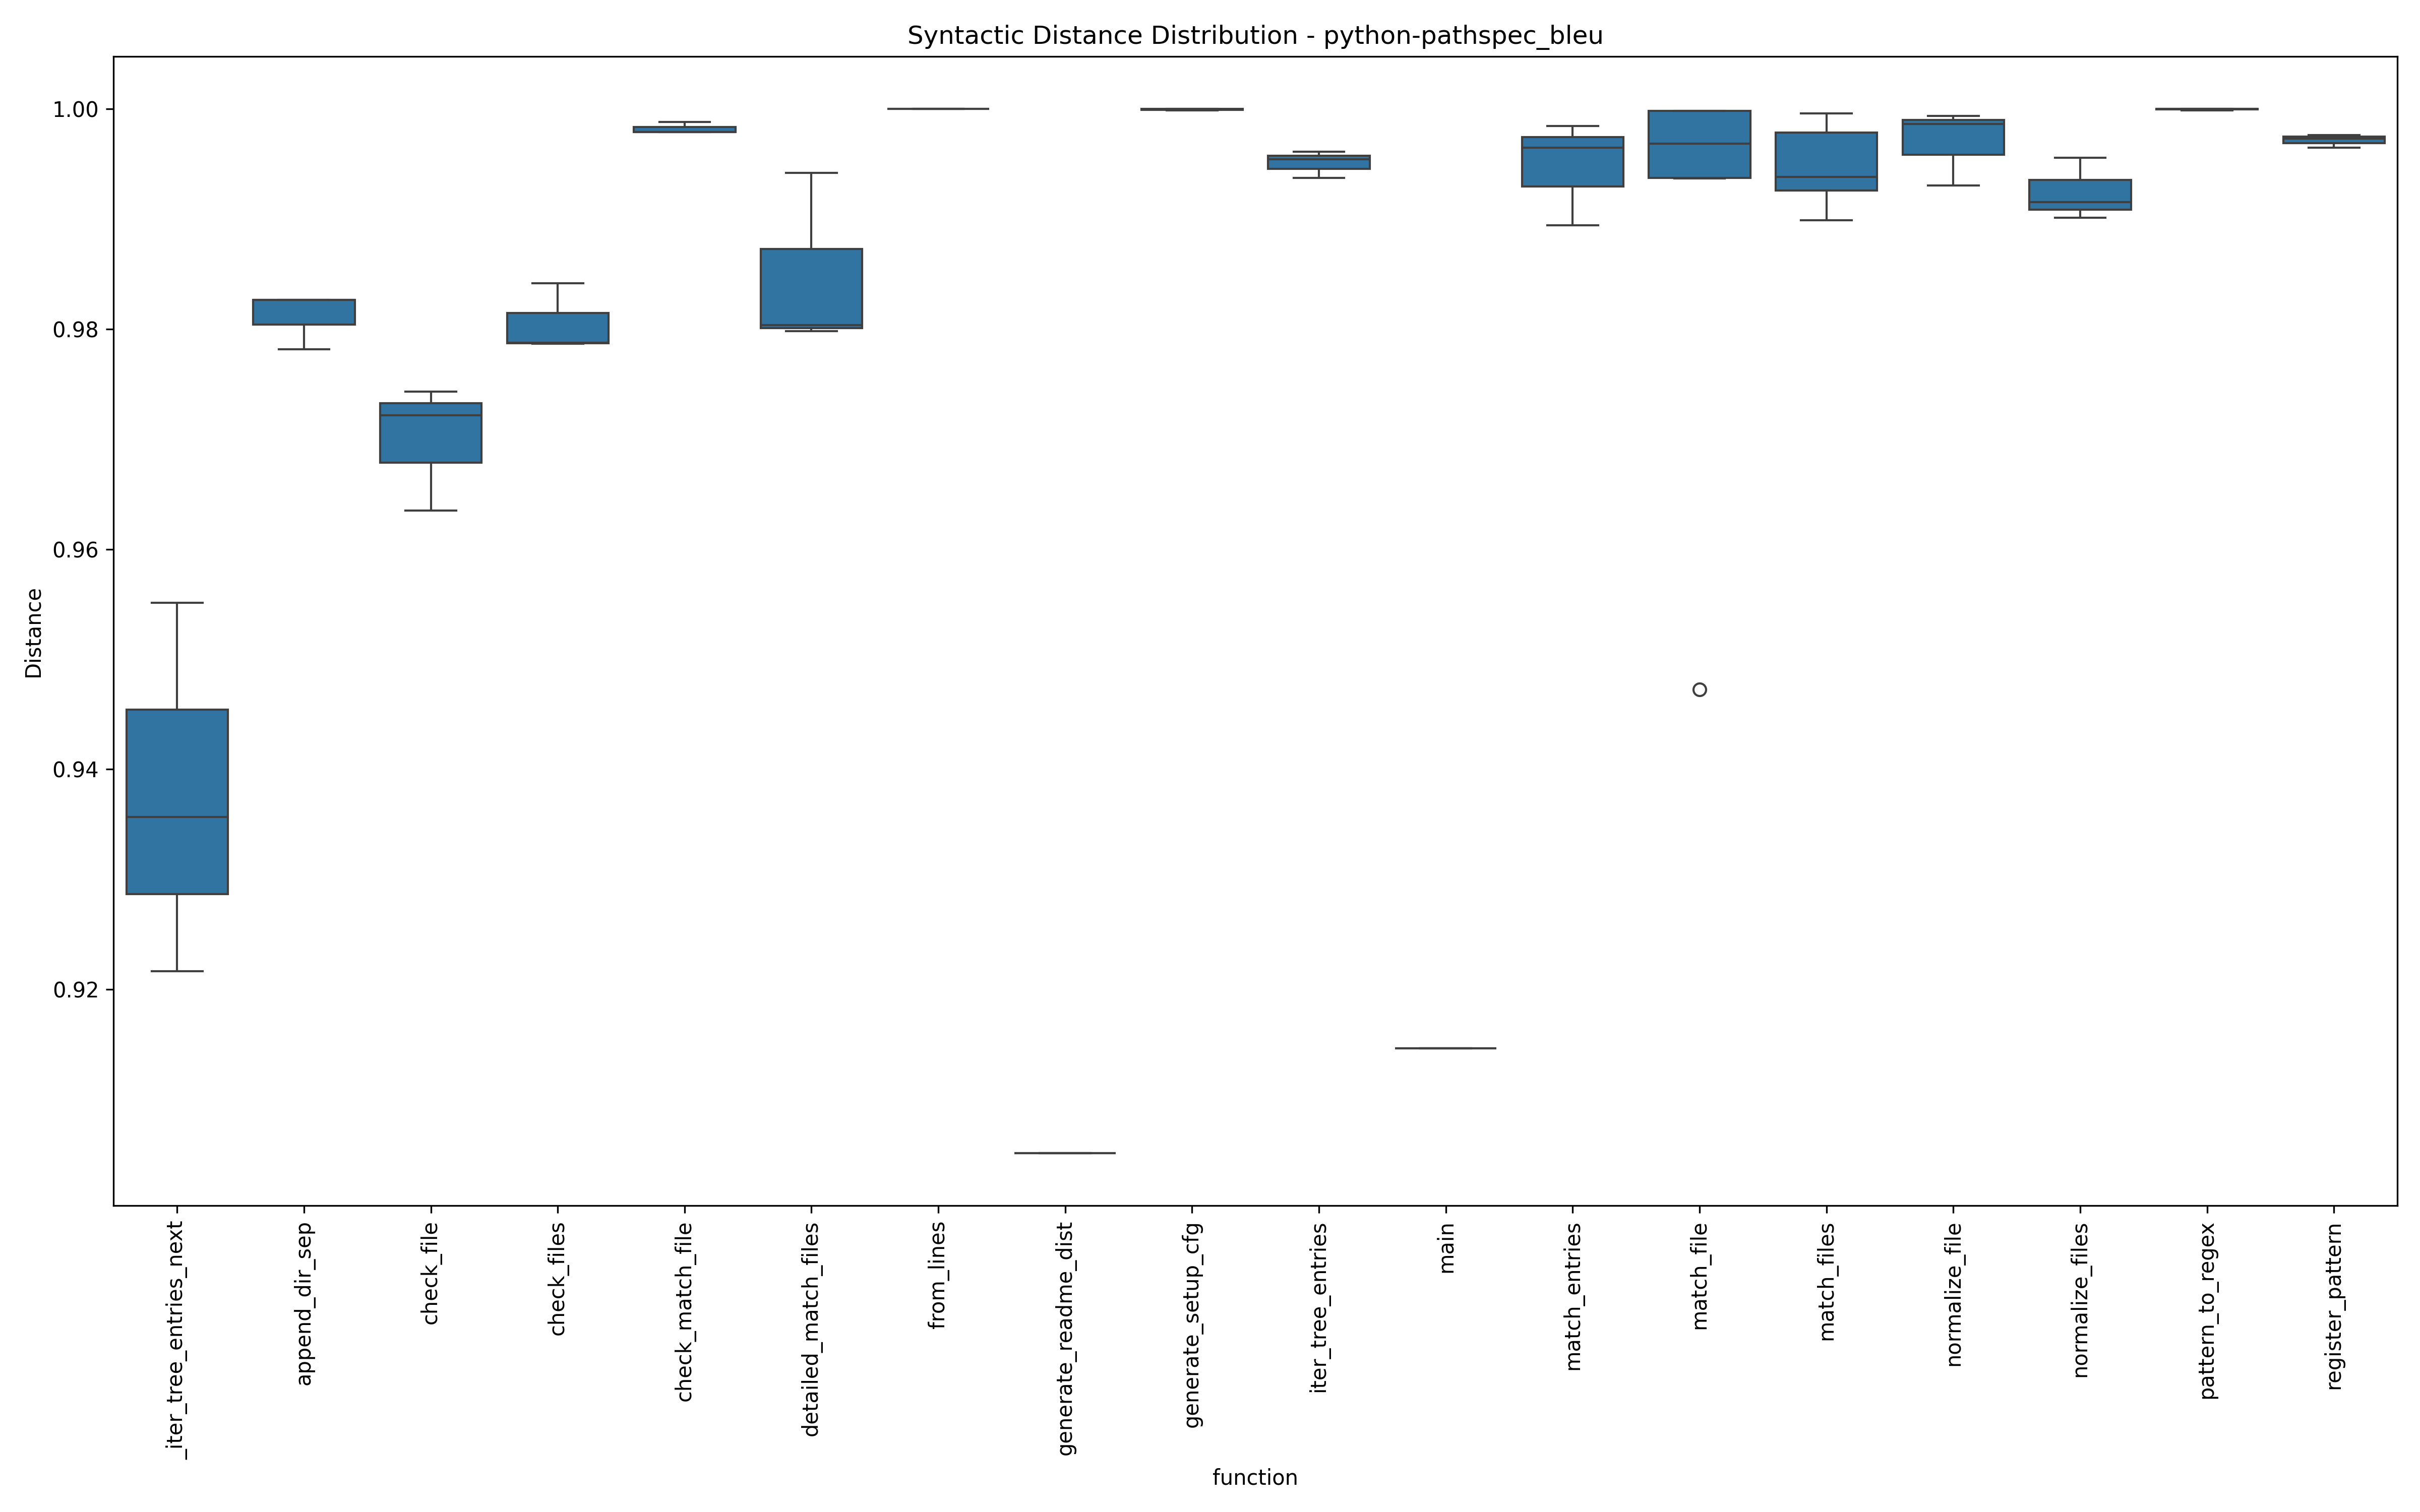 Syntactic Distance Distribution - python-pathspec_bleu
Distance
1.00
0.98
0.96
0.94
0.92
_iter_tree_entries_next
append_dir_sep
check_file
check_files
check_match_file
detailed_match_files
from_lines
generate_readme_dist
generate_setup_cfg
iter_tree_entries
main
match_entries
match_file
match_files
normalize_file
normalize_files
pattern_to_regex
register_pattern
function